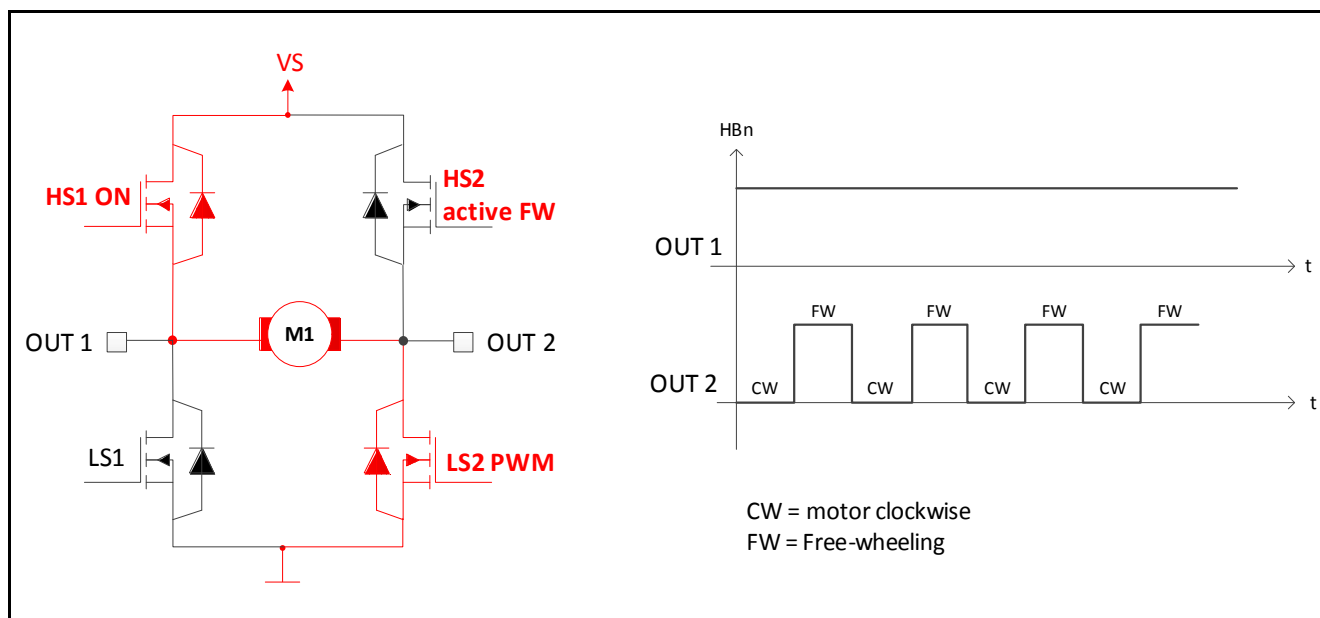 VS
HS1 ON
HS2
active FW
OUT 1
M1
OUT 2
LS1
LS2 PWM
HBn
OUT 1
t
FW
FW
FW
FW
OUT 2
CW
CW
CW
CW
t
CW = motor clockwise
FW = Free-wheeling